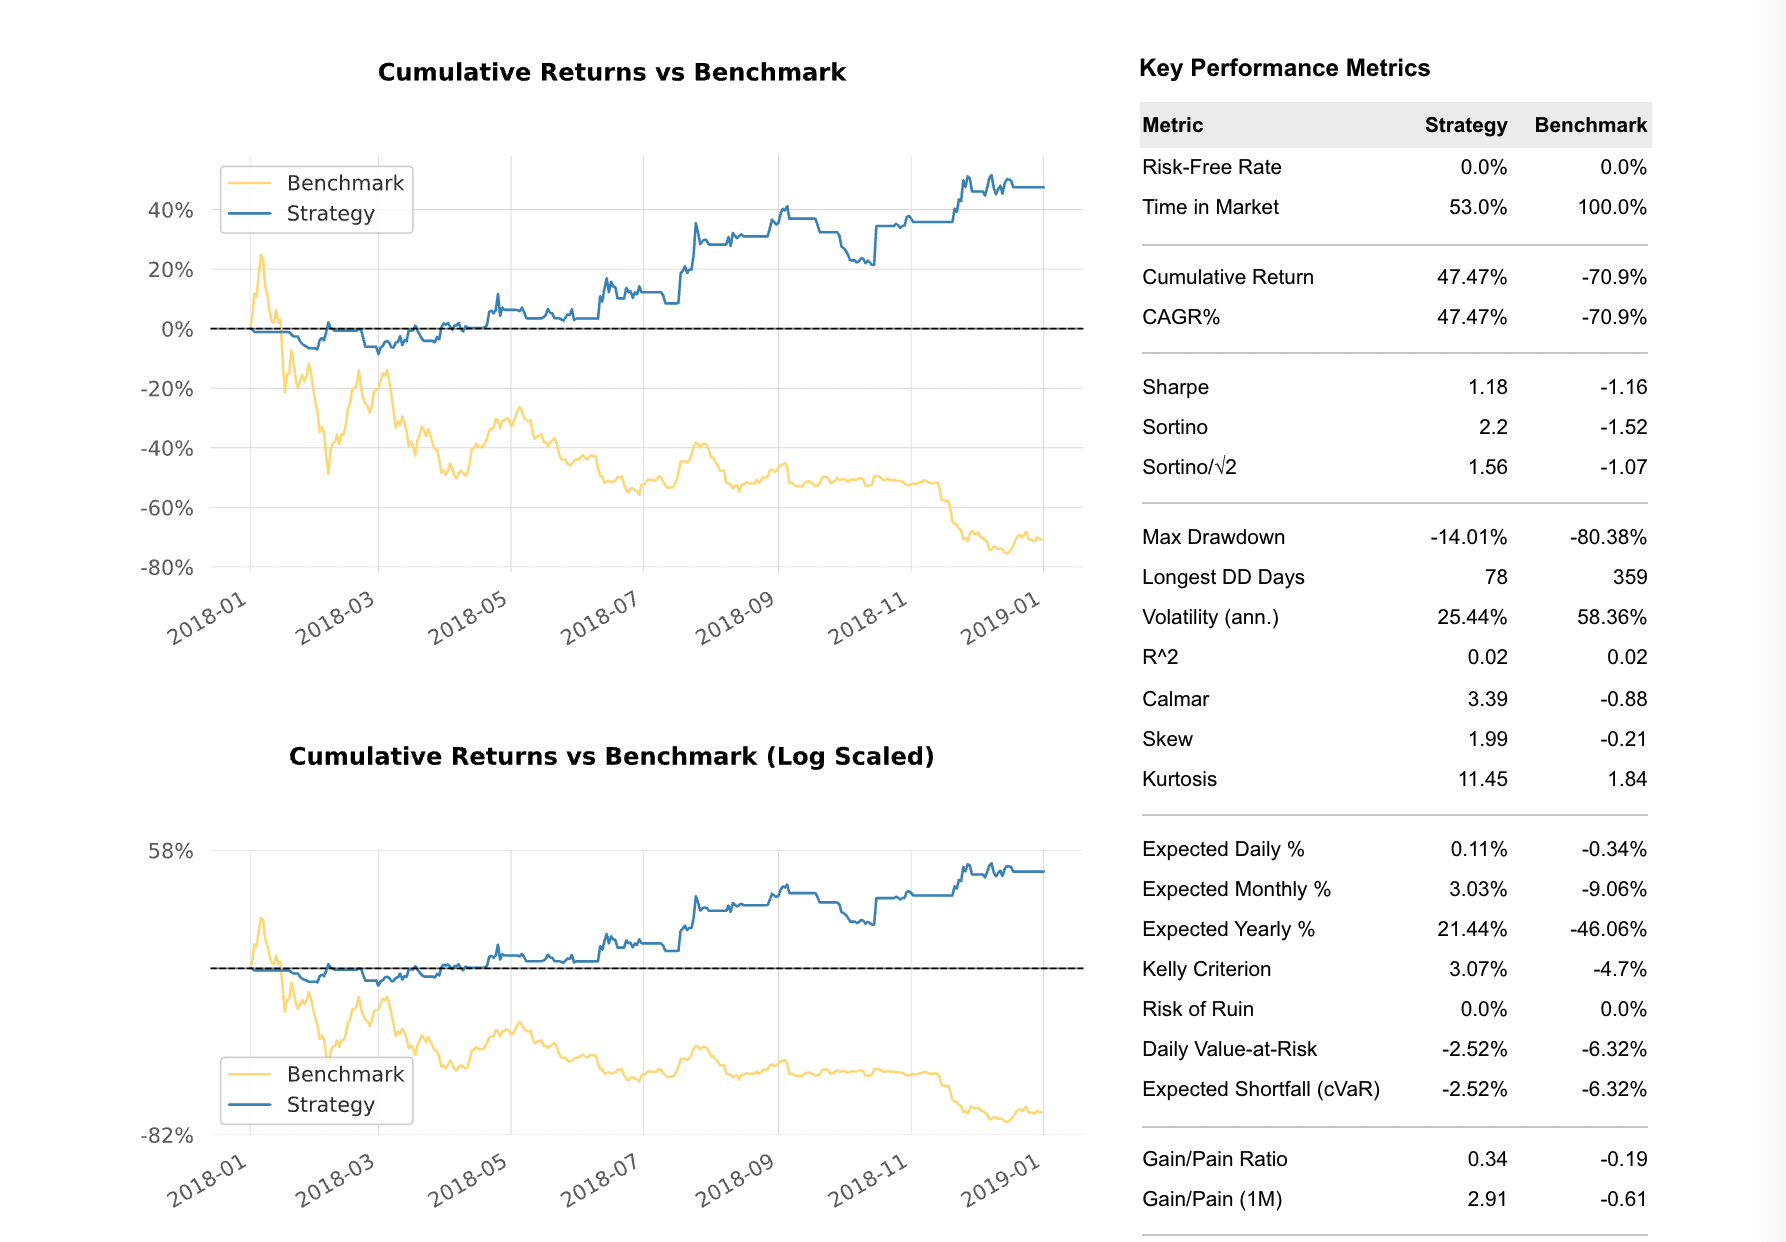 Cumulative Returns vs Benchmark
Benchmark
Strategy
40%
20%
0%
-20%
-40%
-60%
-80%
2018-01
2018-03
2018-05
2018-07
2018-09
2018-11
2019-01
Cumulative Returns vs Benchmark (Log Scaled)
58%
Benchmark
Strategy
-82%
2018-01
2018-03
2018-05
2018-07
2018-09
2018-11
2019-01
Key Performance Metrics
Metric Strategy Benchmark
Risk-Free Rate 0.0% 0.0%
Time in Market 53.0% 100.0%
Cumulative Return 47.47% -70.9%
CAGR% 47.47% -70.9%
Sharpe 1.18 -1.16
Sortino 2.2 -1.52
Sortino/√2 1.56 -1.07
Max Drawdown -14.01% -80.38%
Longest DD Days 78 359
Volatility (ann.) 25.44% 58.36%
R^2 0.02 0.02
Calmar 3.39 -0.88
Skew 1.99 -0.21
Kurtosis 11.45 1.84
Expected Daily % 0.11% -0.34%
Expected Monthly % 3.03% -9.06%
Expected Yearly % 21.44% -46.06%
Kelly Criterion 3.07% -4.7%
Risk of Ruin 0.0% 0.0%
Daily Value-at-Risk -2.52% -6.32%
Expected Shortfall (cVaR) -2.52% -6.32%
Gain/Pain Ratio 0.34 -0.19
Gain/Pain (1M) 2.91 -0.61